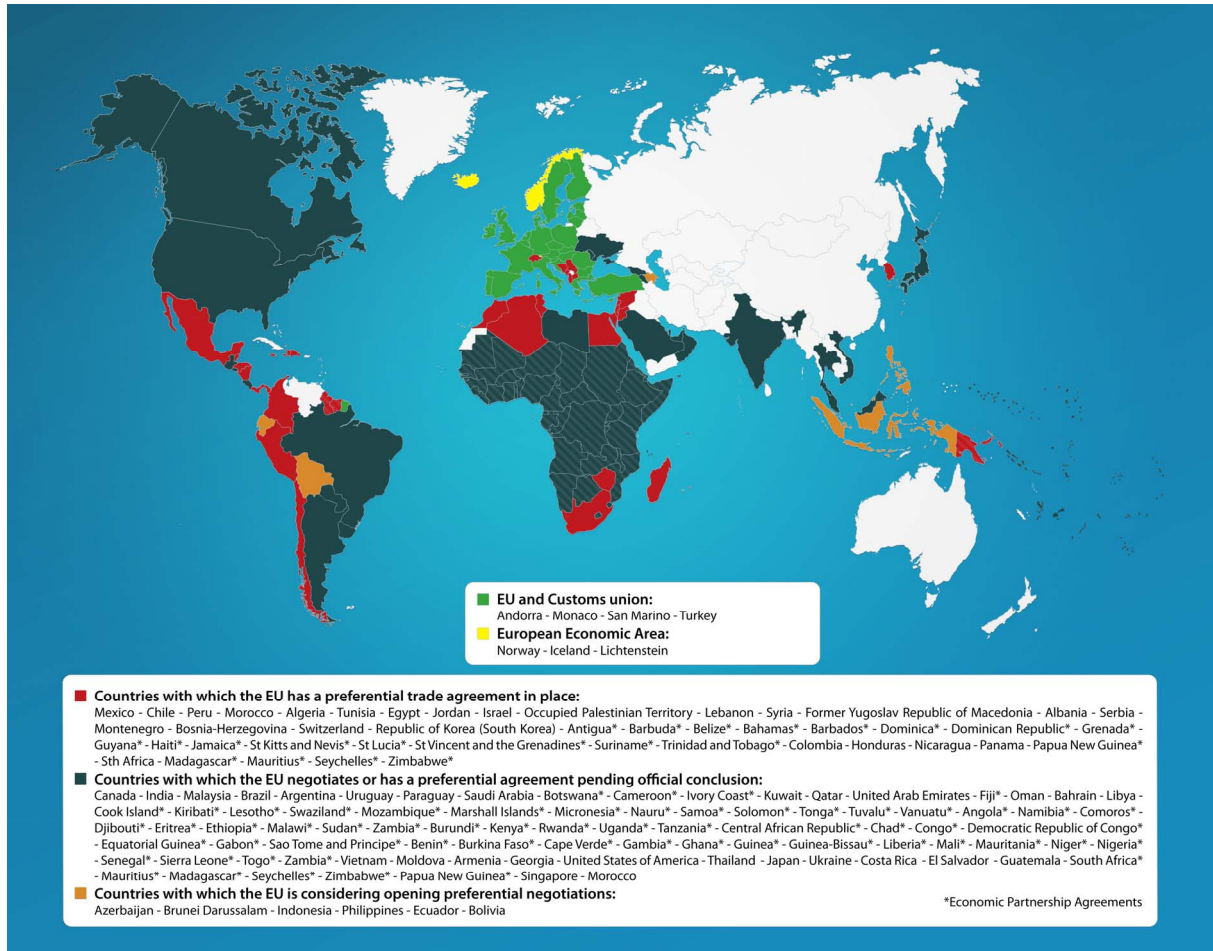 EU and Customs union:
Andorra - Monaco - San Marino - Turkey
European Economic Area:
Norway - Iceland - Lichtenstein
Countries with which the EU has a preferential trade agreement in place:
Mexico - Chile - Peru - Morocco - Algeria - Tunisia - Egypt - Jordan - Israel - Occupied Palestinian Territory - Lebanon - Syria - Former Yugoslav Republic of Macedonia - Albania - Serbia -
Montenegro - Bosnia-Herzegovina - Switzerland - Republic of Korea (South Korea) - Antigua* - Barbuda* - Belize* - Bahamas* - Barbados* - Dominica* - Dominican Republic* - Grenada* -
Guyana* - Haiti* - Jamaica* - St Kitts and Nevis* - St Lucia* - St Vincent and the Grenadines* - Suriname* - Trinidad and Tobago* - Colombia - Honduras - Nicaragua - Panama - Papua New Guinea*
- Sth Africa - Madagascar* - Mauritius* - Seychelles* - Zimbabwe*
Countries with which the EU negotiates or has a preferential agreement pending official conclusion:
Canada - India - Malaysia - Brazil - Argentina - Uruguay - Paraguay - Saudi Arabia - Botswana* - Cameroon* - Ivory Coast* - Kuwait - Qatar - United Arab Emirates - Fiji* - Oman - Bahrain - Libya -
Cook Island* - Kiribati* - Lesotho* - Swaziland* - Mozambique* - Marshall Islands* - Micronesia* - Nauru* - Samoa* - Solomon* - Tonga* - Tuvalu* - Vanuatu* - Angola* - Namibia* - Comoros* -
Djibouti* - Eritrea* - Ethiopia* - Malawi* - Sudan* - Zambia* - Burundi* - Kenya* - Rwanda* - Uganda* - Tanzania* - Central African Republic* - Chad* - Congo* - Democratic Republic of Congo*
- Equatorial Guinea* - Gabon* - Sao Tome and Principe* - Benin* - Burkina Faso* - Cape Verde* - Gambia* - Ghana* - Guinea* - Guinea-Bissau* - Liberia* - Mali* - Mauritania* - Niger* - Nigeria*
- Senegal* - Sierra Leone* - Togo* - Zambia* - Vietnam - Moldova - Armenia - Georgia - United States of America - Thailand - Japan - Ukraine - Costa Rica - El Salvador - Guatemala - South Africa*
- Mauritius* - Madagascar* - Seychelles* - Zimbabwe* - Papua New Guinea* - Singapore - Morocco
Countries with which the EU is considering opening preferential negotiations:
Azerbaijan - Brunei Darussalam - Indonesia - Philippines - Ecuador - Bolivia
*Economic Partnership Agreements